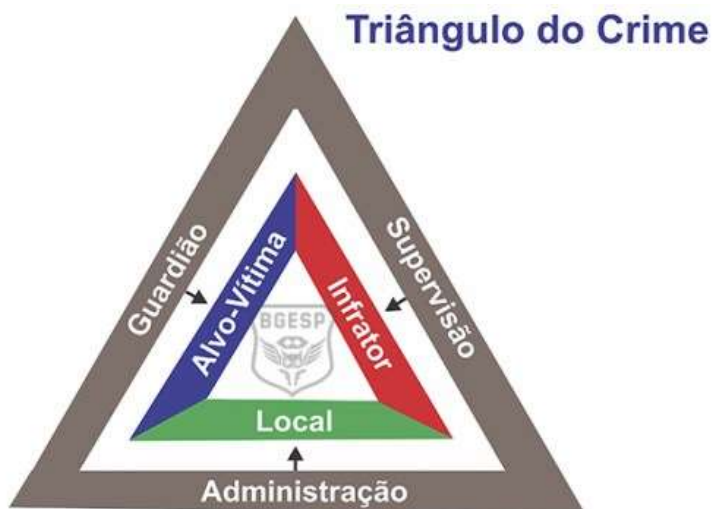 Triângulo do Crime
Guardião
Supervisão
Alvo-Vítima
Infrator
BGESP
Local
Administração